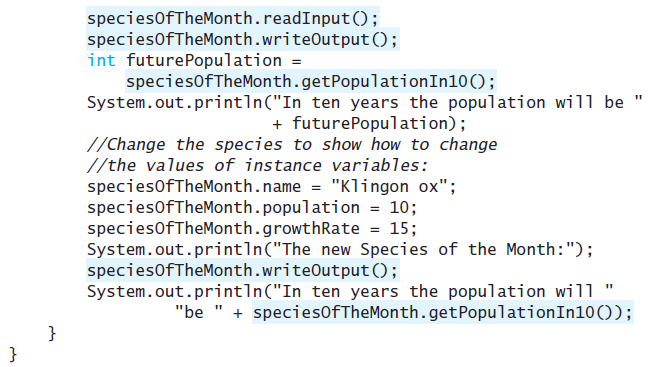 speciesOfTheMonth.readInput();
speciesOfTheMonth.writeOutput();
int futurePopulation =
speciesOfTheMonth.getPopulationIn10();
System.out.println("In ten years the population will be "
+ futurePopulation);
//Change the species to show how to change
//the values of instance variables:
speciesOfTheMonth.name = "Klingon ox";
speciesOfTheMonth.population = 10;
speciesOfTheMonth.growthRate = 15;
System.out.println("The new Species of the Month:");
speciesOfTheMonth.writeOutput();
System.out.println("In ten years the population will "
"be " + speciesOfTheMonth.getPopulationIn10());
}
}